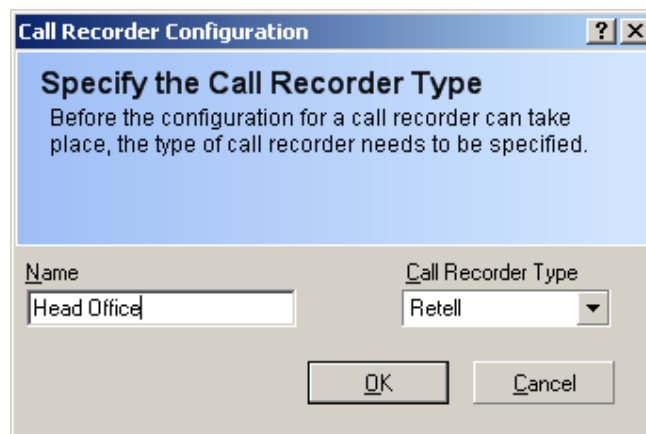 Call Recorder Configuration
Specify the Call Recorder Type
Before the configuration for a call recorder can take
place, the type of call recorder needs to be specified.
Name
Call Recorder Type
Head Office
Retell
OK
Cancel